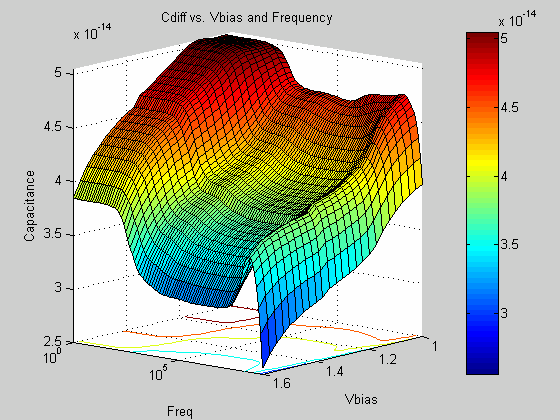 Cdiff vs. Vbias and Frequency
x 10^-14
5
4.5
4
3.5
3
2.5
Capacitance
10^0
10^5
Freq
1.6
1.4
1.2
1
Vbias
x 10^-14
5
4.5
4
3.5
3